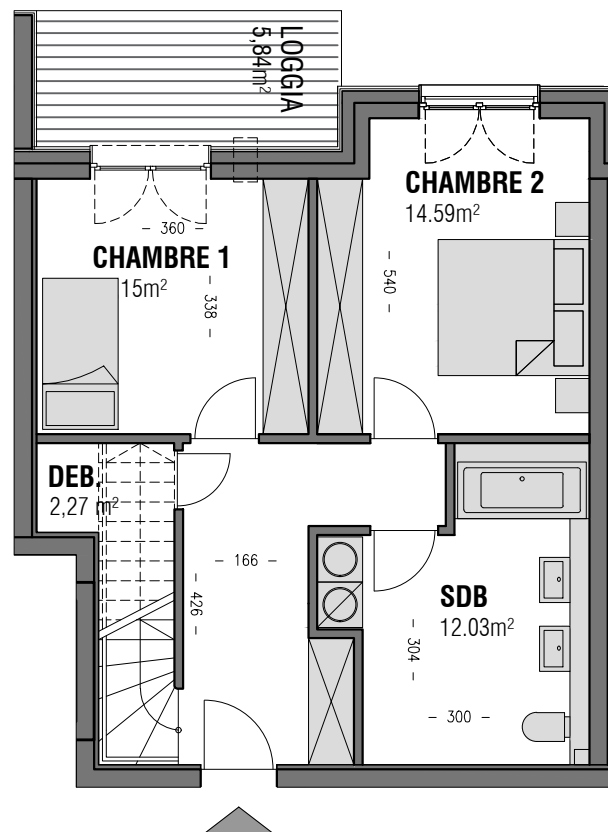 LOGGIA
5,84m²
CHAMBRE 2
14.59m²
360
CHAMBRE 1
15m²
338
540
DEB.
2,27 m²
166
426
SDB
12.03m²
304
300